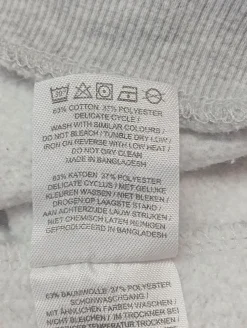 30°
63% COTTON 37% POLYESTER
DELICATE CYCLE /
WASH WITH SIMILAR COLOURS /
DO NOT BLEACH / TUMBLE DRY LOW /
IRON ON REVERSE WITH LOW HEAT /
DO NOT DRY CLEAN
MADE IN BANGLADESH
63% KATOEN 37% POLYESTER
DELICATE CYCLUS / MET GELIJKE
KLEUREN WASSEN / NIET BLEKEN /
DROGEN OP LAAGSTE STAND /
AAN ACHTERZIJDE LAUW STRIJKEN /
NIET CHEMISCH LATEN REINIGEN
GEPRODUCEERD IN BANGLADESH
63% BAUMWOLLE 37% POLYESTER
SCHONWASCHGANG /
MIT ÄHNLICHEN FARBEN WASCHEN /
NICHT BLEICHEN / IM TROCKNER BEI